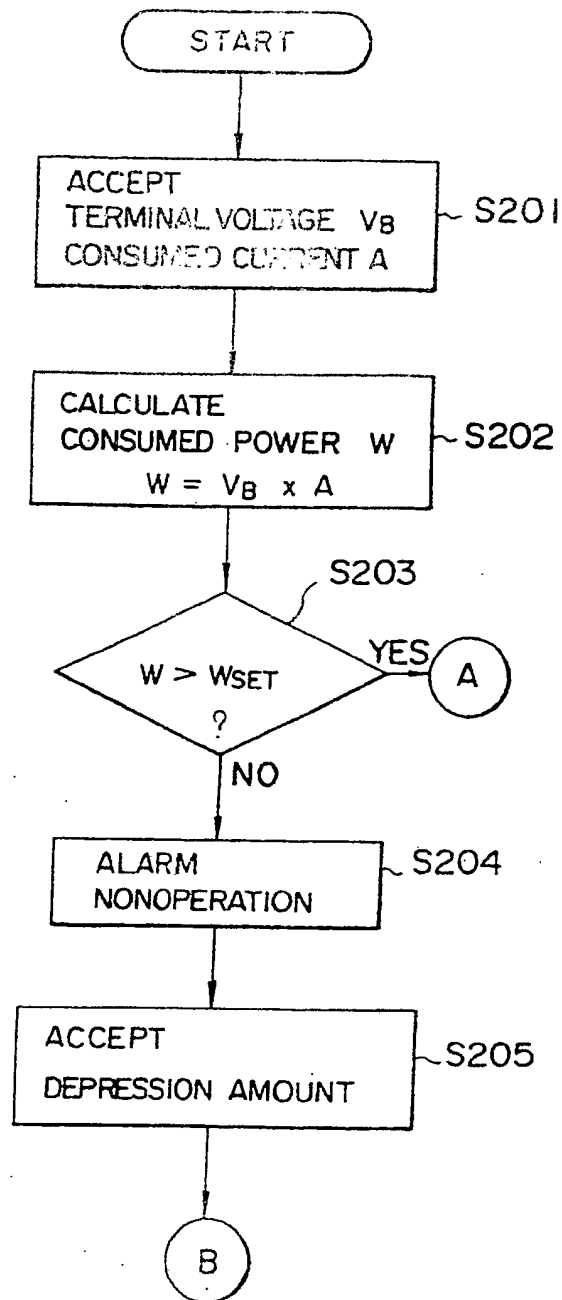 START
ACCEPT
TERMINAL VOLTAGE VB
CONSUMED CURRENT A
S201
CALCULATE
CONSUMED POWER W
W = VB x A
S202
S203
W > WSET
?
YES
A
NO
ALARM
NONOPERATION
S204
ACCEPT
DEPRESSION AMOUNT
S205
B